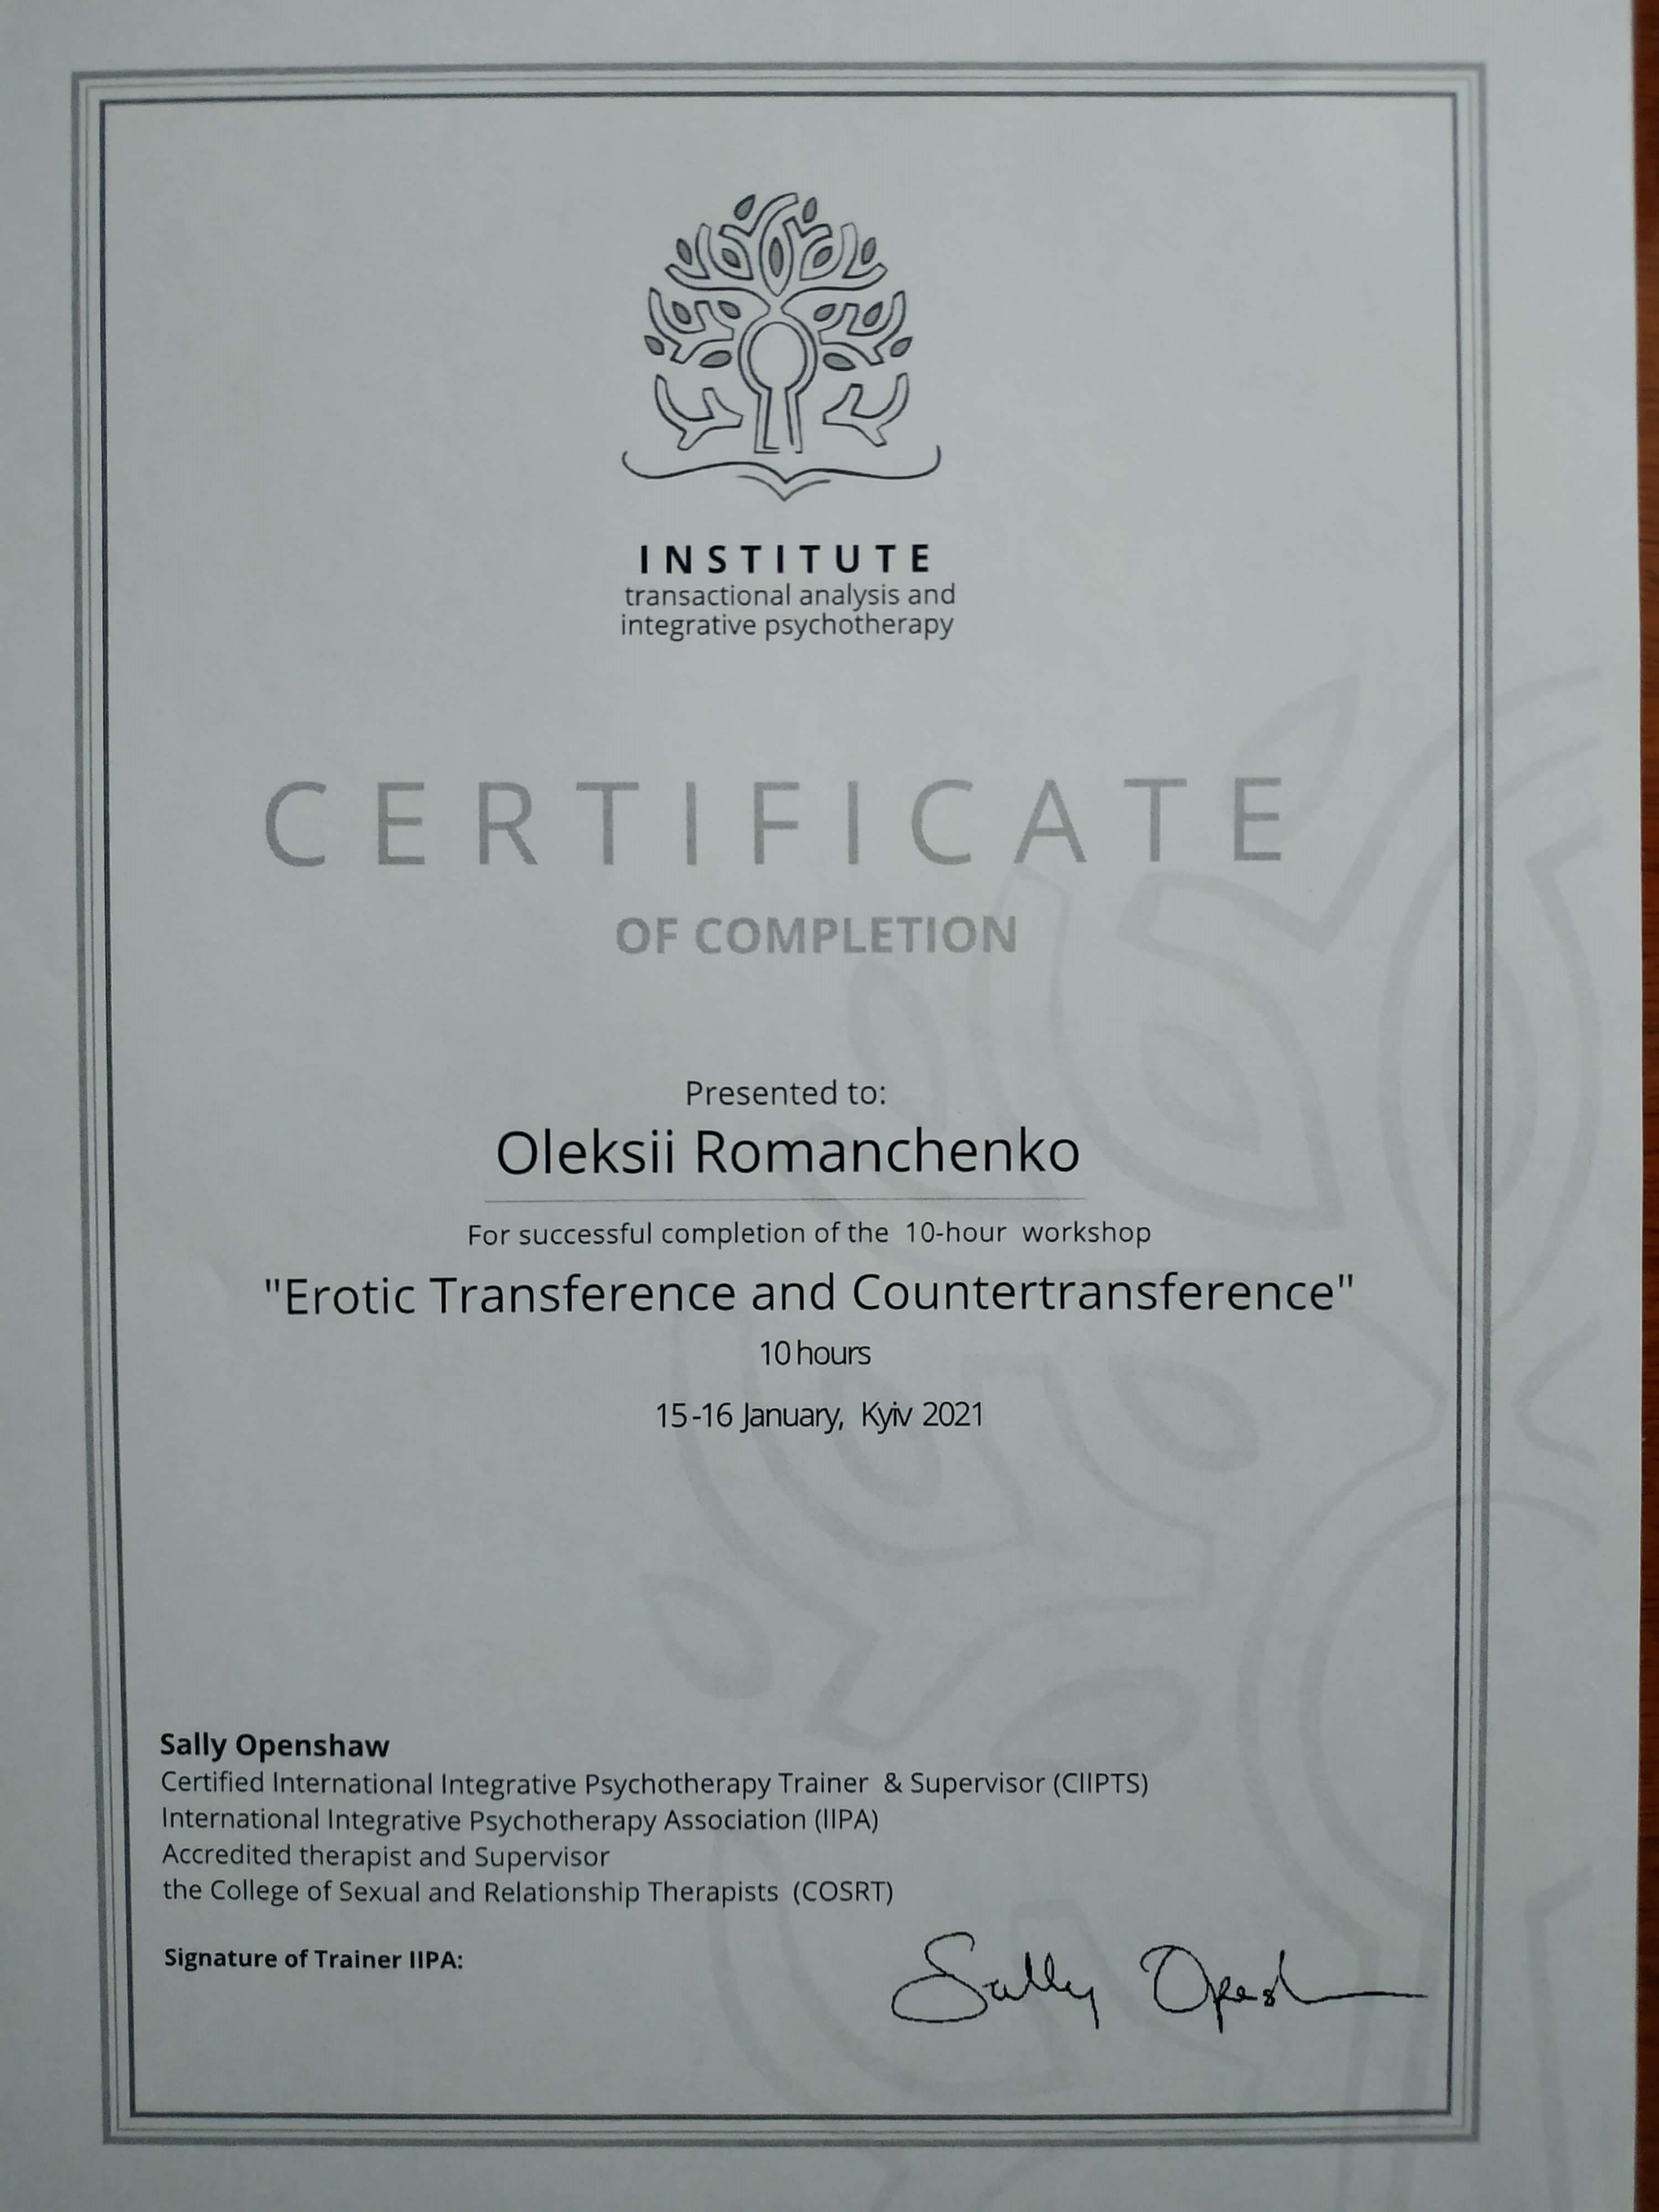 INSTITUTE
transactional analysis and
integrative psychotherapy
CERTIFICATE
OF COMPLETION
Presented to:
Oleksii Romanchenko
For successful completion of the 10-hour workshop
"Erotic Transference and Countertransference"
10 hours
15-16 January, Kyiv 2021
Sally Openshaw
Certified International Integrative Psychotherapy Trainer & Supervisor (CIIPTS)
International Integrative Psychotherapy Association (IIPA)
Accredited therapist and Supervisor
the College of Sexual and Relationship Therapists (COSRT)
Signature of Trainer IIPA:
Sally